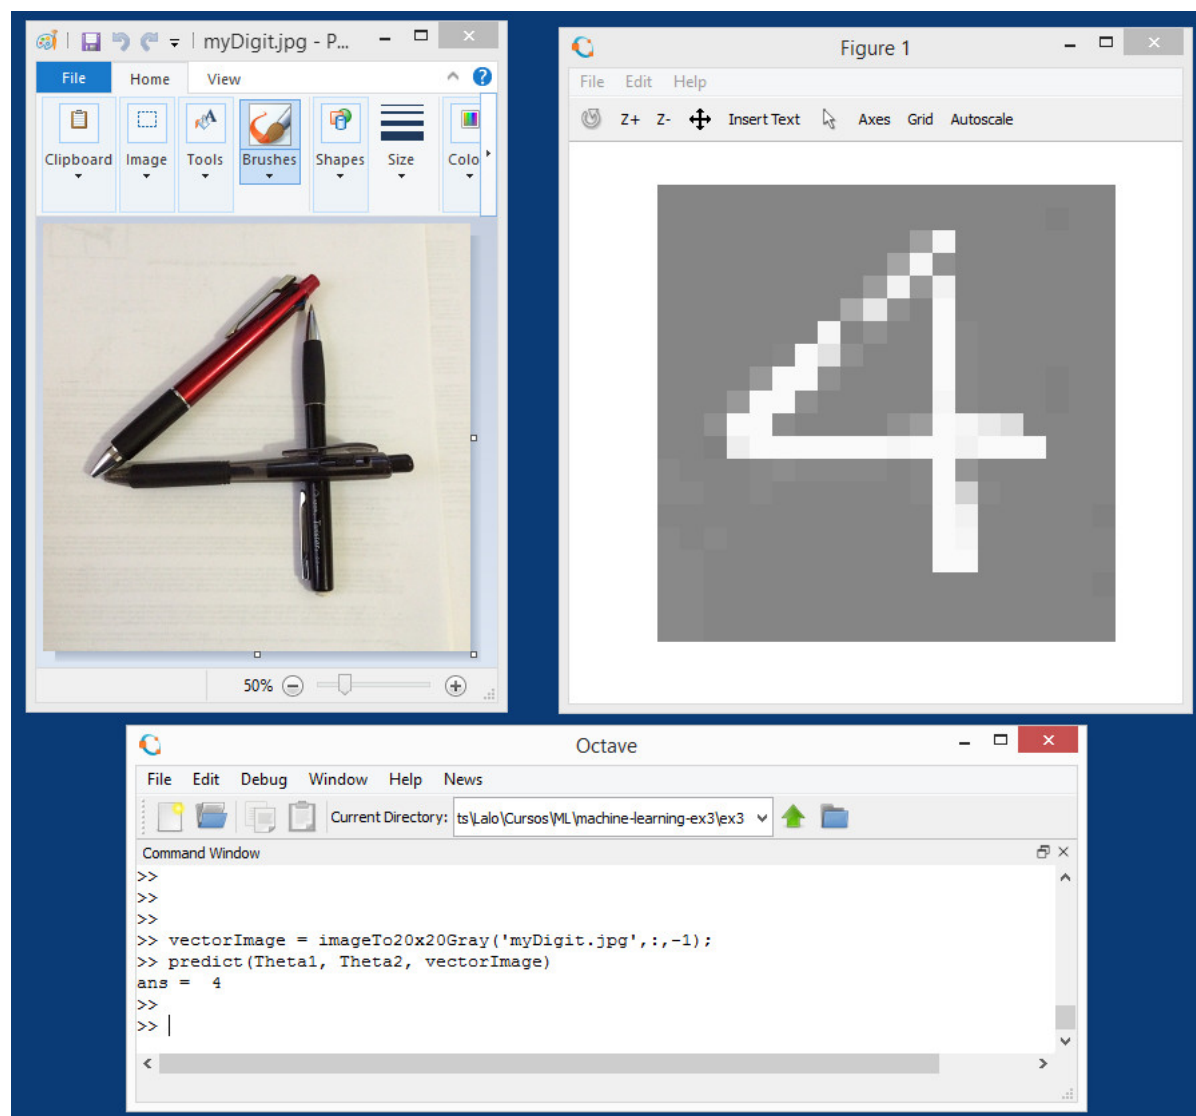 myDigit.jpg - P...
File Home View
Clipboard Image Tools Brushes Shapes Size Colo
50%
Figure 1
File Edit Help
Z+ Z- Insert Text Axes Grid Autoscale
Octave
File Edit Debug Window Help News
Current Directory: ts\Lalo\Cursos\ML\machine-learning-ex3\ex3
Command Window
>>
>>
>>
>> vectorImage = imageTo20x20Gray('myDigit.jpg',:,-1);
>> predict(Theta1, Theta2, vectorImage)
ans =  4
>>
>>